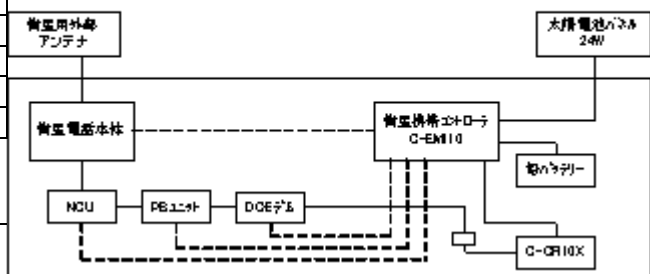 衛星用外部
アンテナ
太陽電池パネル
24W
衛星電話本体
衛星携帯コントローラ
C-EM110
鉛バッテリー
NCU
PBユニット
DCEデム
C-CR10X